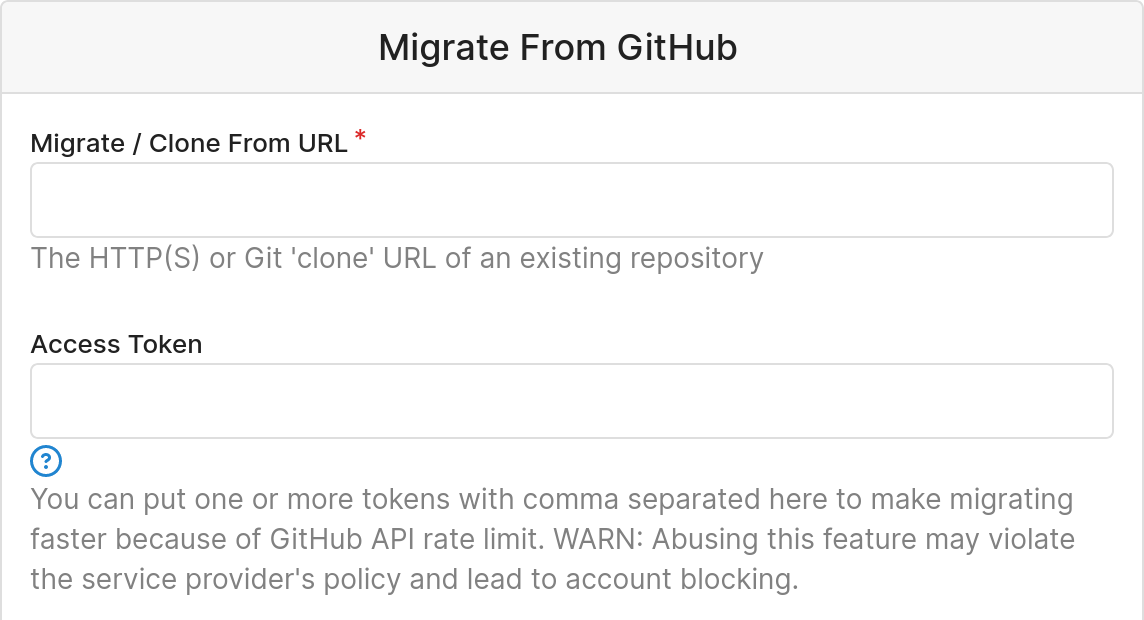 Migrate From GitHub
Migrate / Clone From URL *
The HTTP(S) or Git 'clone' URL of an existing repository
Access Token
?
You can put one or more tokens with comma separated here to make migrating
faster because of GitHub API rate limit. WARN: Abusing this feature may violate
the service provider's policy and lead to account blocking.